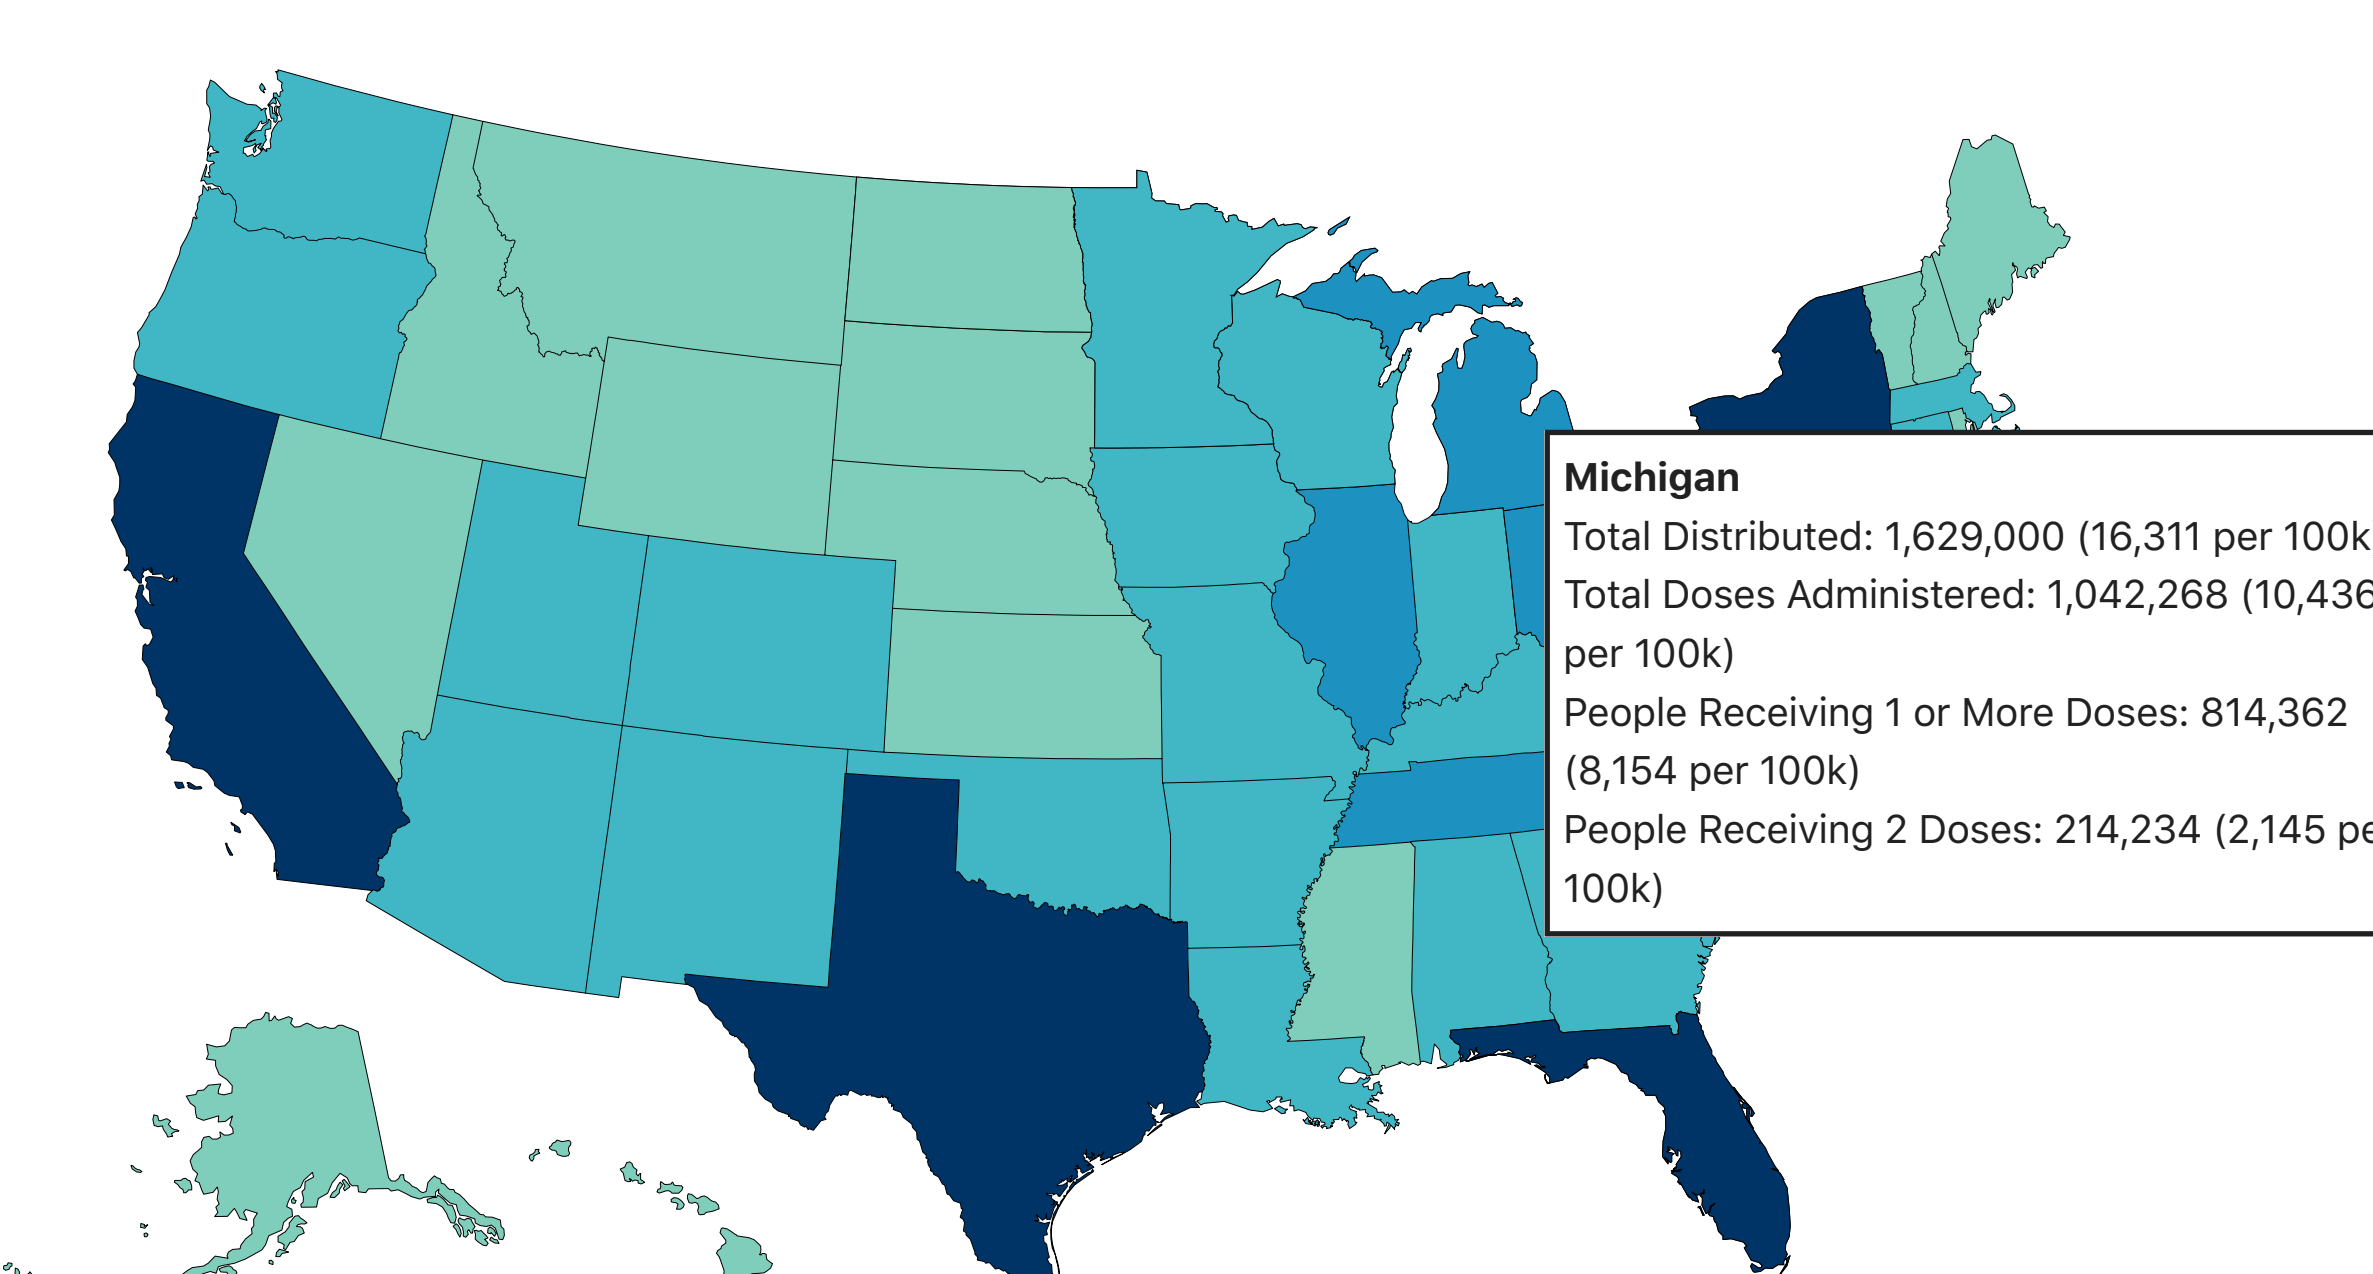 Michigan
Total Distributed: 1,629,000 (16,311 per 100k
Total Doses Administered: 1,042,268 (10,436
per 100k)
People Receiving 1 or More Doses: 814,362
(8,154 per 100k)
People Receiving 2 Doses: 214,234 (2,145 pe
100k)